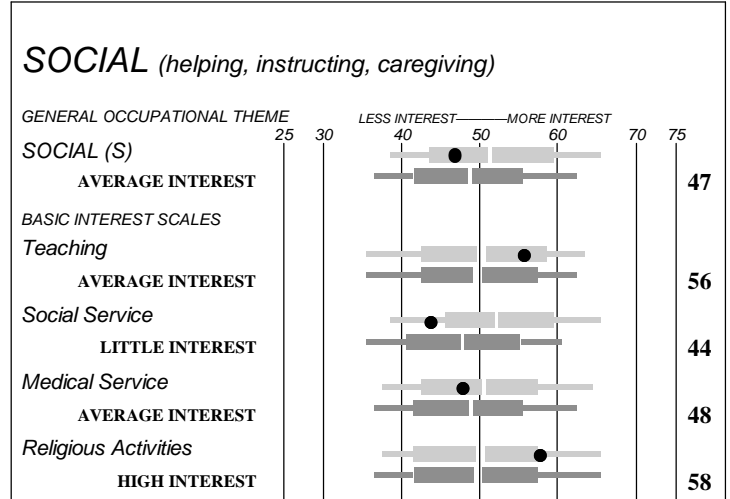 SOCIAL (helping, instructing, caregiving)
GENERAL OCCUPATIONAL THEME LESS INTEREST MORE INTEREST
25 30 40 50 60 70 75
SOCIAL (S)
AVERAGE INTEREST 47
BASIC INTEREST SCALES
Teaching
AVERAGE INTEREST 56
Social Service
LITTLE INTEREST 44
Medical Service
AVERAGE INTEREST 48
Religious Activities
HIGH INTEREST 58